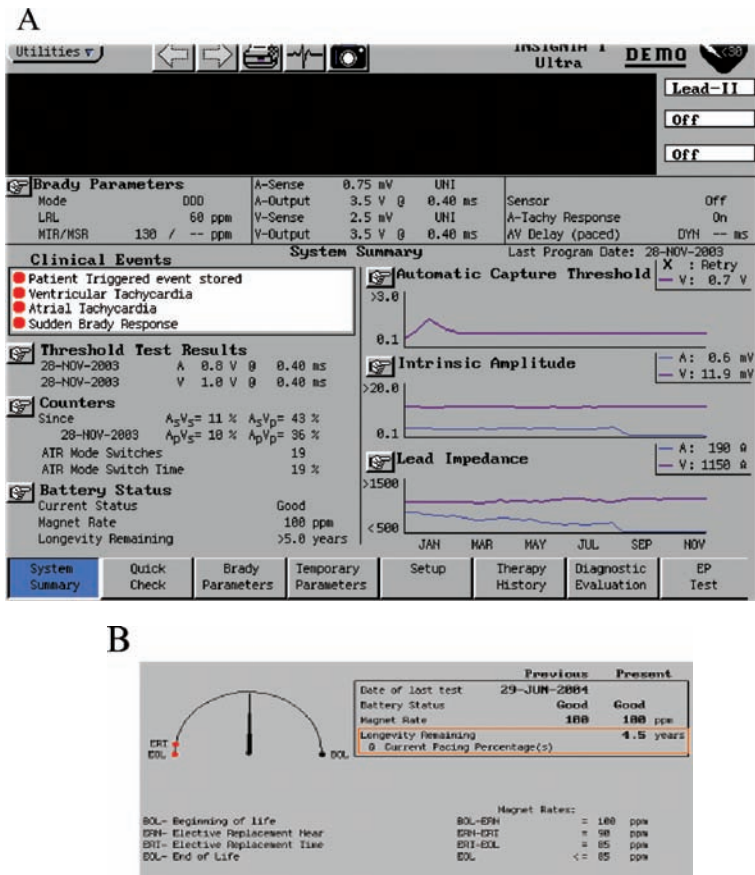 A
Utilities
INSIGNIA I
Ultra
DEMO
<30
Lead-II
Off
Off
Brady Parameters
Mode DDD
LRL 60 ppm
MTR/MSR 130 / -- ppm
A-Sense 0.75 mV UNI
A-Output 3.5 V @ 0.40 ms
V-Sense 2.5 mV UNI
V-Output 3.5 V @ 0.40 ms
Sensor Off
A-Tachy Response On
AV Delay (paced) DYN -- ms
System Summary
Last Program Date: 28-NOV-2003
Clinical Events
Patient Triggered event stored
Ventricular Tachycardia
Atrial Tachycardia
Sudden Brady Response
Threshold Test Results
28-NOV-2003 A 0.8 V @ 0.40 ms
28-NOV-2003 V 1.0 V @ 0.40 ms
Counters
Since AsVs= 11 % AsVp= 43 %
28-NOV-2003 ApVs= 10 % ApVp= 36 %
ATR Mode Switches 19
ATR Mode Switch Time 19 %
Battery Status
Current Status Good
Magnet Rate 100 ppm
Longevity Remaining >5.0 years
Automatic Capture Threshold
X : Retry
V: 0.7 V
>3.0
0.1
Intrinsic Amplitude
A: 0.6 mV
V: 11.9 mV
>20.0
0.1
Lead Impedance
A: 190 Ω
V: 1150 Ω
>1500
<500
JAN MAR MAY JUL SEP NOV
System Summary
Quick Check
Brady Parameters
Temporary Parameters
Setup
Therapy History
Diagnostic Evaluation
EP Test
B
ERT
EOL
BOL
Previous Present
Date of last test 29-JUN-2004
Battery Status Good Good
Magnet Rate 100 100 ppm
Longevity Remaining 4.5 years
@ Current Pacing Percentage(s)
BOL- Beginning of life
ERN- Elective Replacement Near
ERT- Elective Replacement Time
EOL- End of Life
Magnet Rates:
BOL-ERN = 100 ppm
ERN-ERT = 90 ppm
ERT-EOL = 85 ppm
EOL <= 85 ppm